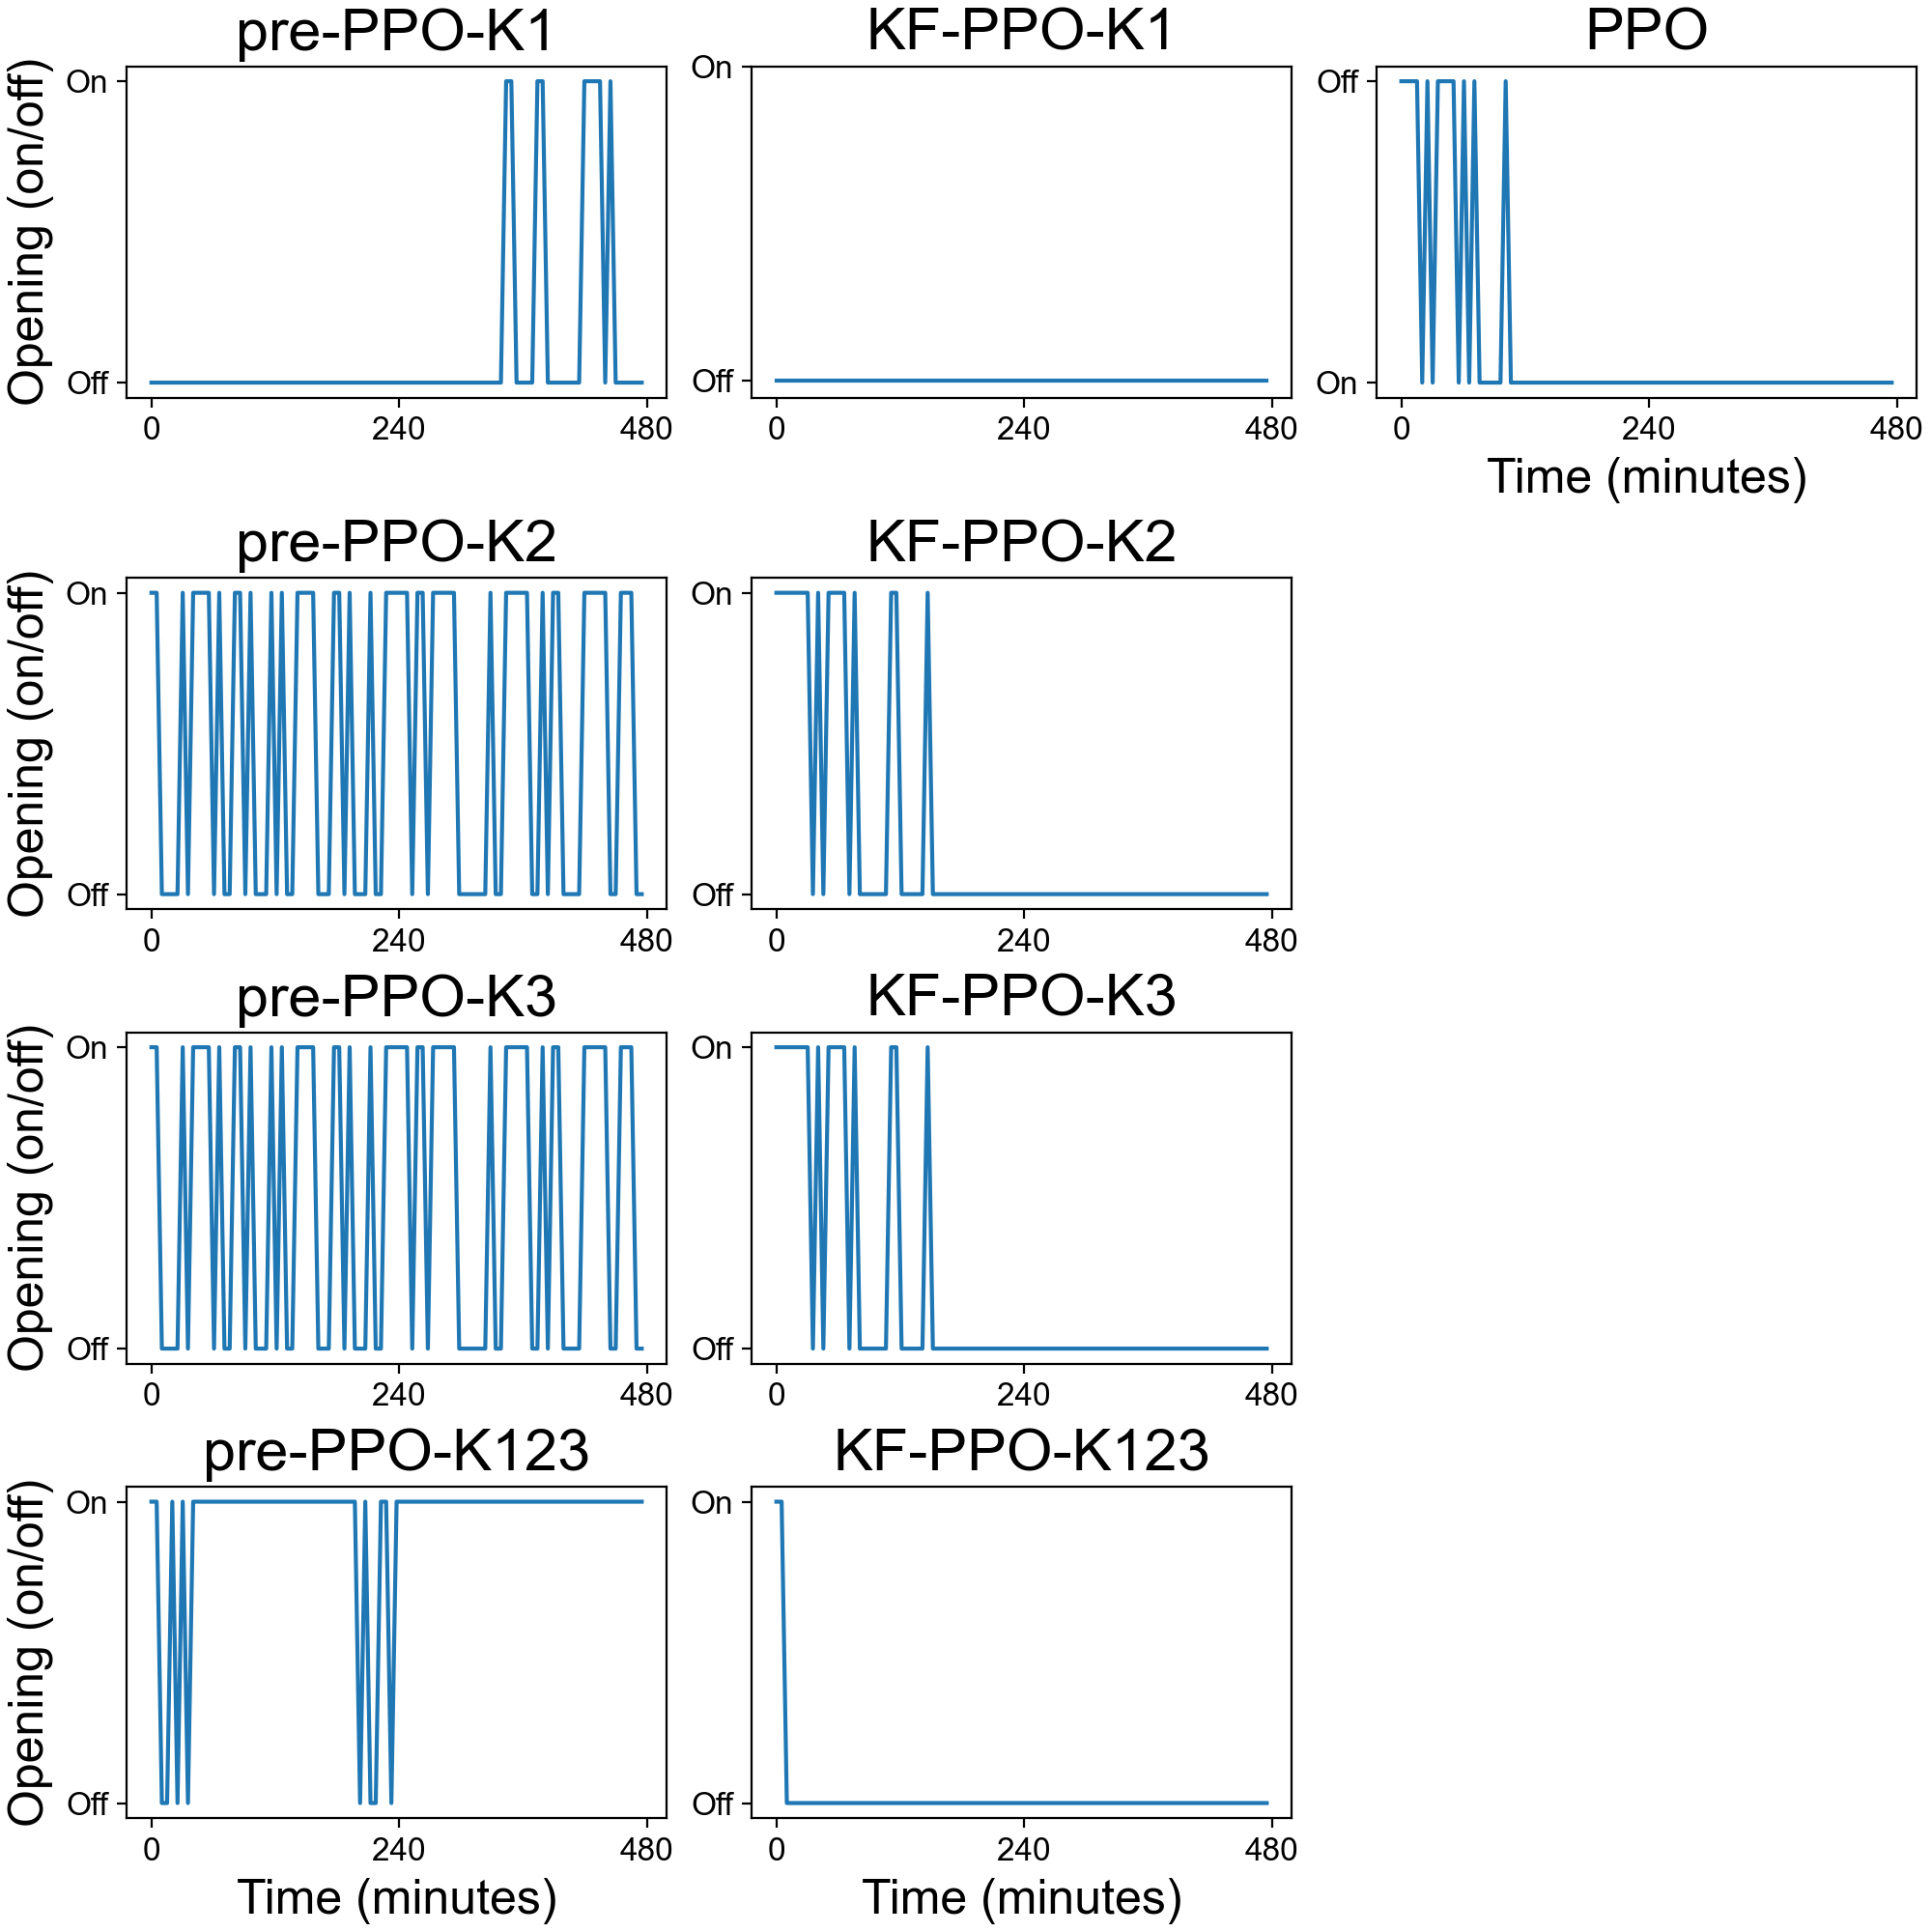 pre-PPO-K1
KF-PPO-K1
PPO
Opening (on/off)
On
Off
0
240
480
On
Off
0
240
480
Off
On
0
240
480
Time (minutes)
pre-PPO-K2
KF-PPO-K2
Opening (on/off)
On
Off
0
240
480
On
Off
0
240
480
pre-PPO-K3
KF-PPO-K3
Opening (on/off)
On
Off
0
240
480
On
Off
0
240
480
pre-PPO-K123
KF-PPO-K123
Opening (on/off)
On
Off
0
240
480
Time (minutes)
On
Off
0
240
480
Time (minutes)